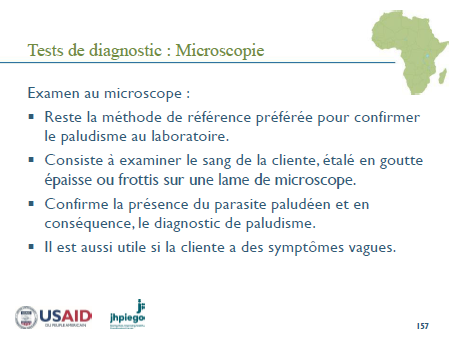 Tests de diagnostic : Microscopie
Examen au microscope :
▪ Reste la méthode de référence préférée pour confirmer
le paludisme au laboratoire.
▪ Consiste à examiner le sang de la cliente, étalé en goutte
épaisse ou frottis sur une lame de microscope.
▪ Confirme la présence du parasite paludéen et en
conséquence, le diagnostic de paludisme.
▪ Il est aussi utile si la cliente a des symptômes vagues.
USAID
jhpiego
157